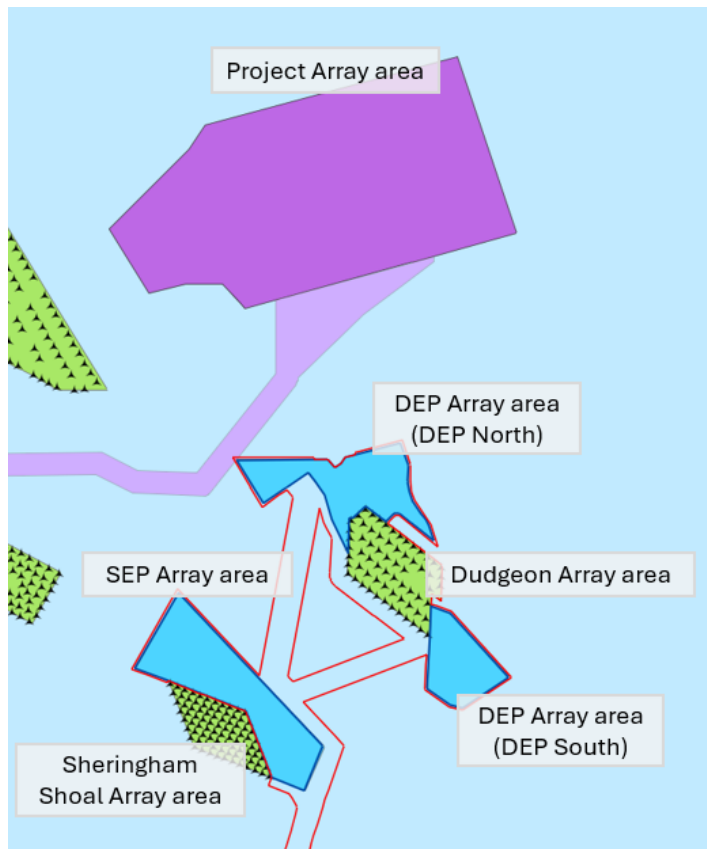 Project Array area
DEP Array area
(DEP North)
SEP Array area
Dudgeon Array area
DEP Array area
(DEP South)
Sheringham
Shoal Array area